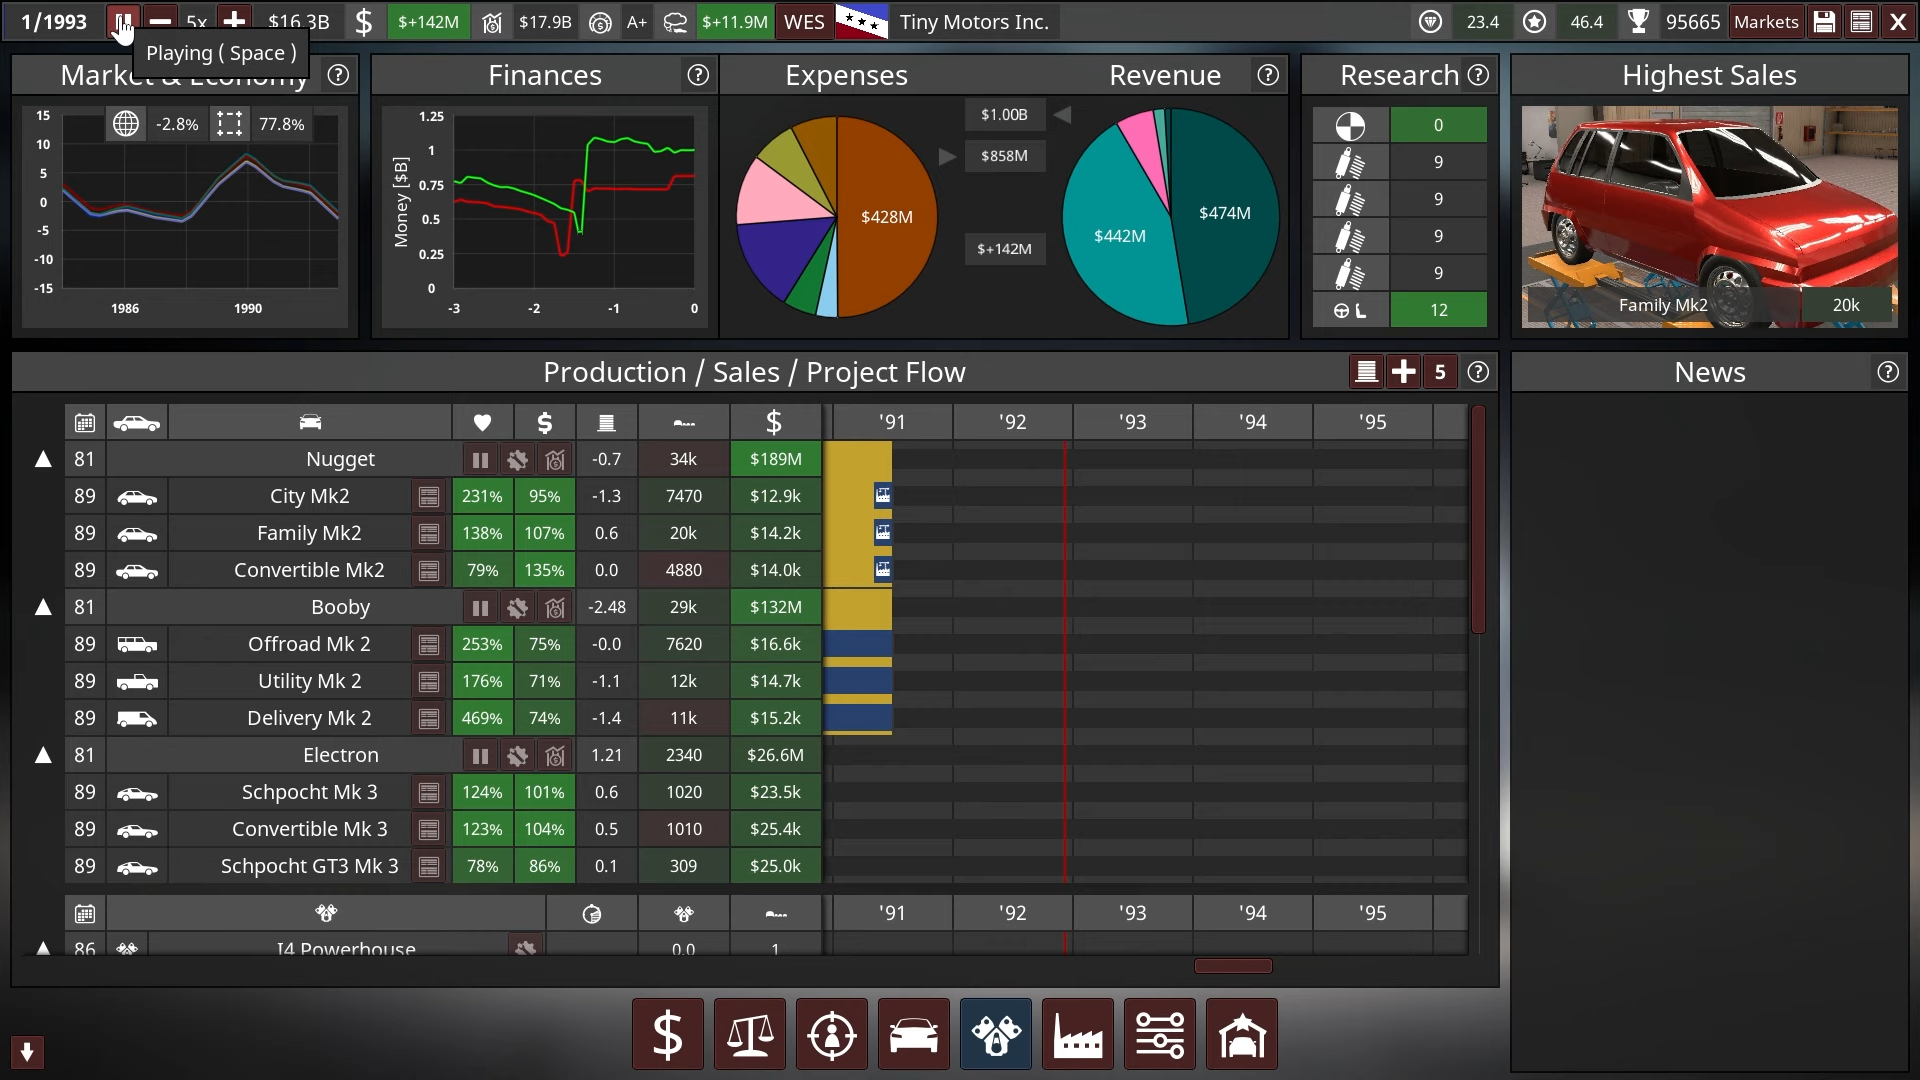 1/1993 5x $16.3B $+142M $17.9B A+ $+11.9M WES Tiny Motors Inc. 23.4 46.4 95665 Markets X
Playing ( Space )
Market & Economy
-2.8% 77.8%
15
10
5
0
-5
-10
-15
1986 1990
Finances
Money [$B]
1.25
1
0.75
0.5
0.25
0
-3 -2 -1 0
Expenses Revenue
$1.00B
$858M
$428M
$+142M
$442M
$474M
Research
0
9
9
9
9
12
Highest Sales
Family Mk2 20k
Production / Sales / Project Flow
5
News
$ $ '91 '92 '93 '94 '95
81 Nugget -0.7 34k $189M
89 City Mk2 231% 95% -1.3 7470 $12.9k
89 Family Mk2 138% 107% 0.6 20k $14.2k
89 Convertible Mk2 79% 135% 0.0 4880 $14.0k
81 Booby -2.48 29k $132M
89 Offroad Mk 2 253% 75% -0.0 7620 $16.6k
89 Utility Mk 2 176% 71% -1.1 12k $14.7k
89 Delivery Mk 2 469% 74% -1.4 11k $15.2k
81 Electron 1.21 2340 $26.6M
89 Schpocht Mk 3 124% 101% 0.6 1020 $23.5k
89 Convertible Mk 3 123% 104% 0.5 1010 $25.4k
89 Schpocht GT3 Mk 3 78% 86% 0.1 309 $25.0k
'91 '92 '93 '94 '95
86 I4 Powerhouse 0.0 1